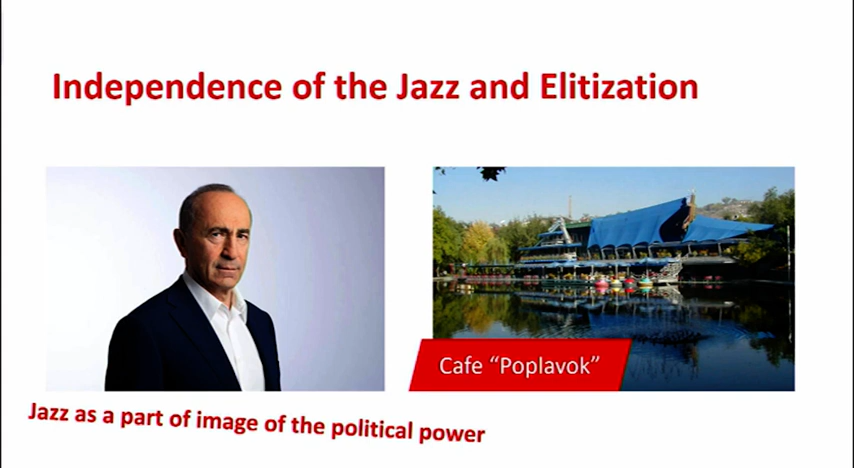 Independence of the Jazz and Elitization
Cafe “Poplavok”
Jazz as a part of image of the political power